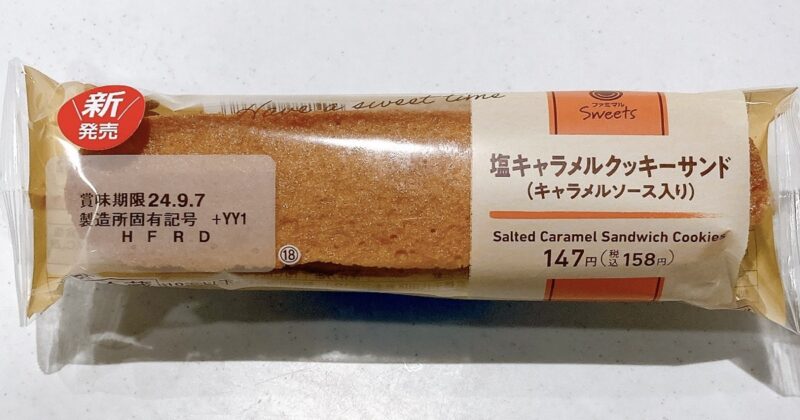 新
発売
Have a sweet time
ファミマル
Sweets
塩キャラメルクッキーサンド
(キャラメルソース入り)
Salted Caramel Sandwich Cookies
147円(税込158円)
賞味期限24.9.7
製造所固有記号 +YY1
HFRD
⑱